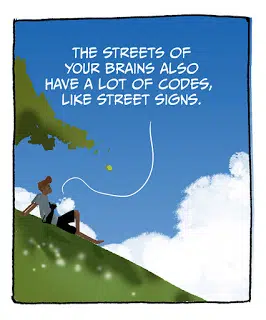 THE STREETS OF
YOUR BRAINS ALSO
HAVE A LOT OF CODES,
LIKE STREET SIGNS.